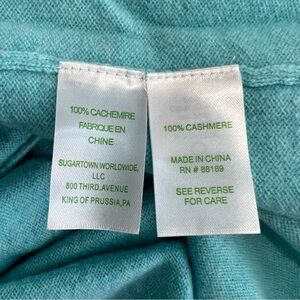 100% CACHEMIRE
FABRIQUE EN
CHINE
SUGARTOWN WORLDWIDE,
LLC
800 THIRD.AVENUE
KING OF PRUSSIA,PA
100% CASHMERE
MADE IN CHINA
RN # 88189
SEE REVERSE
FOR CARE